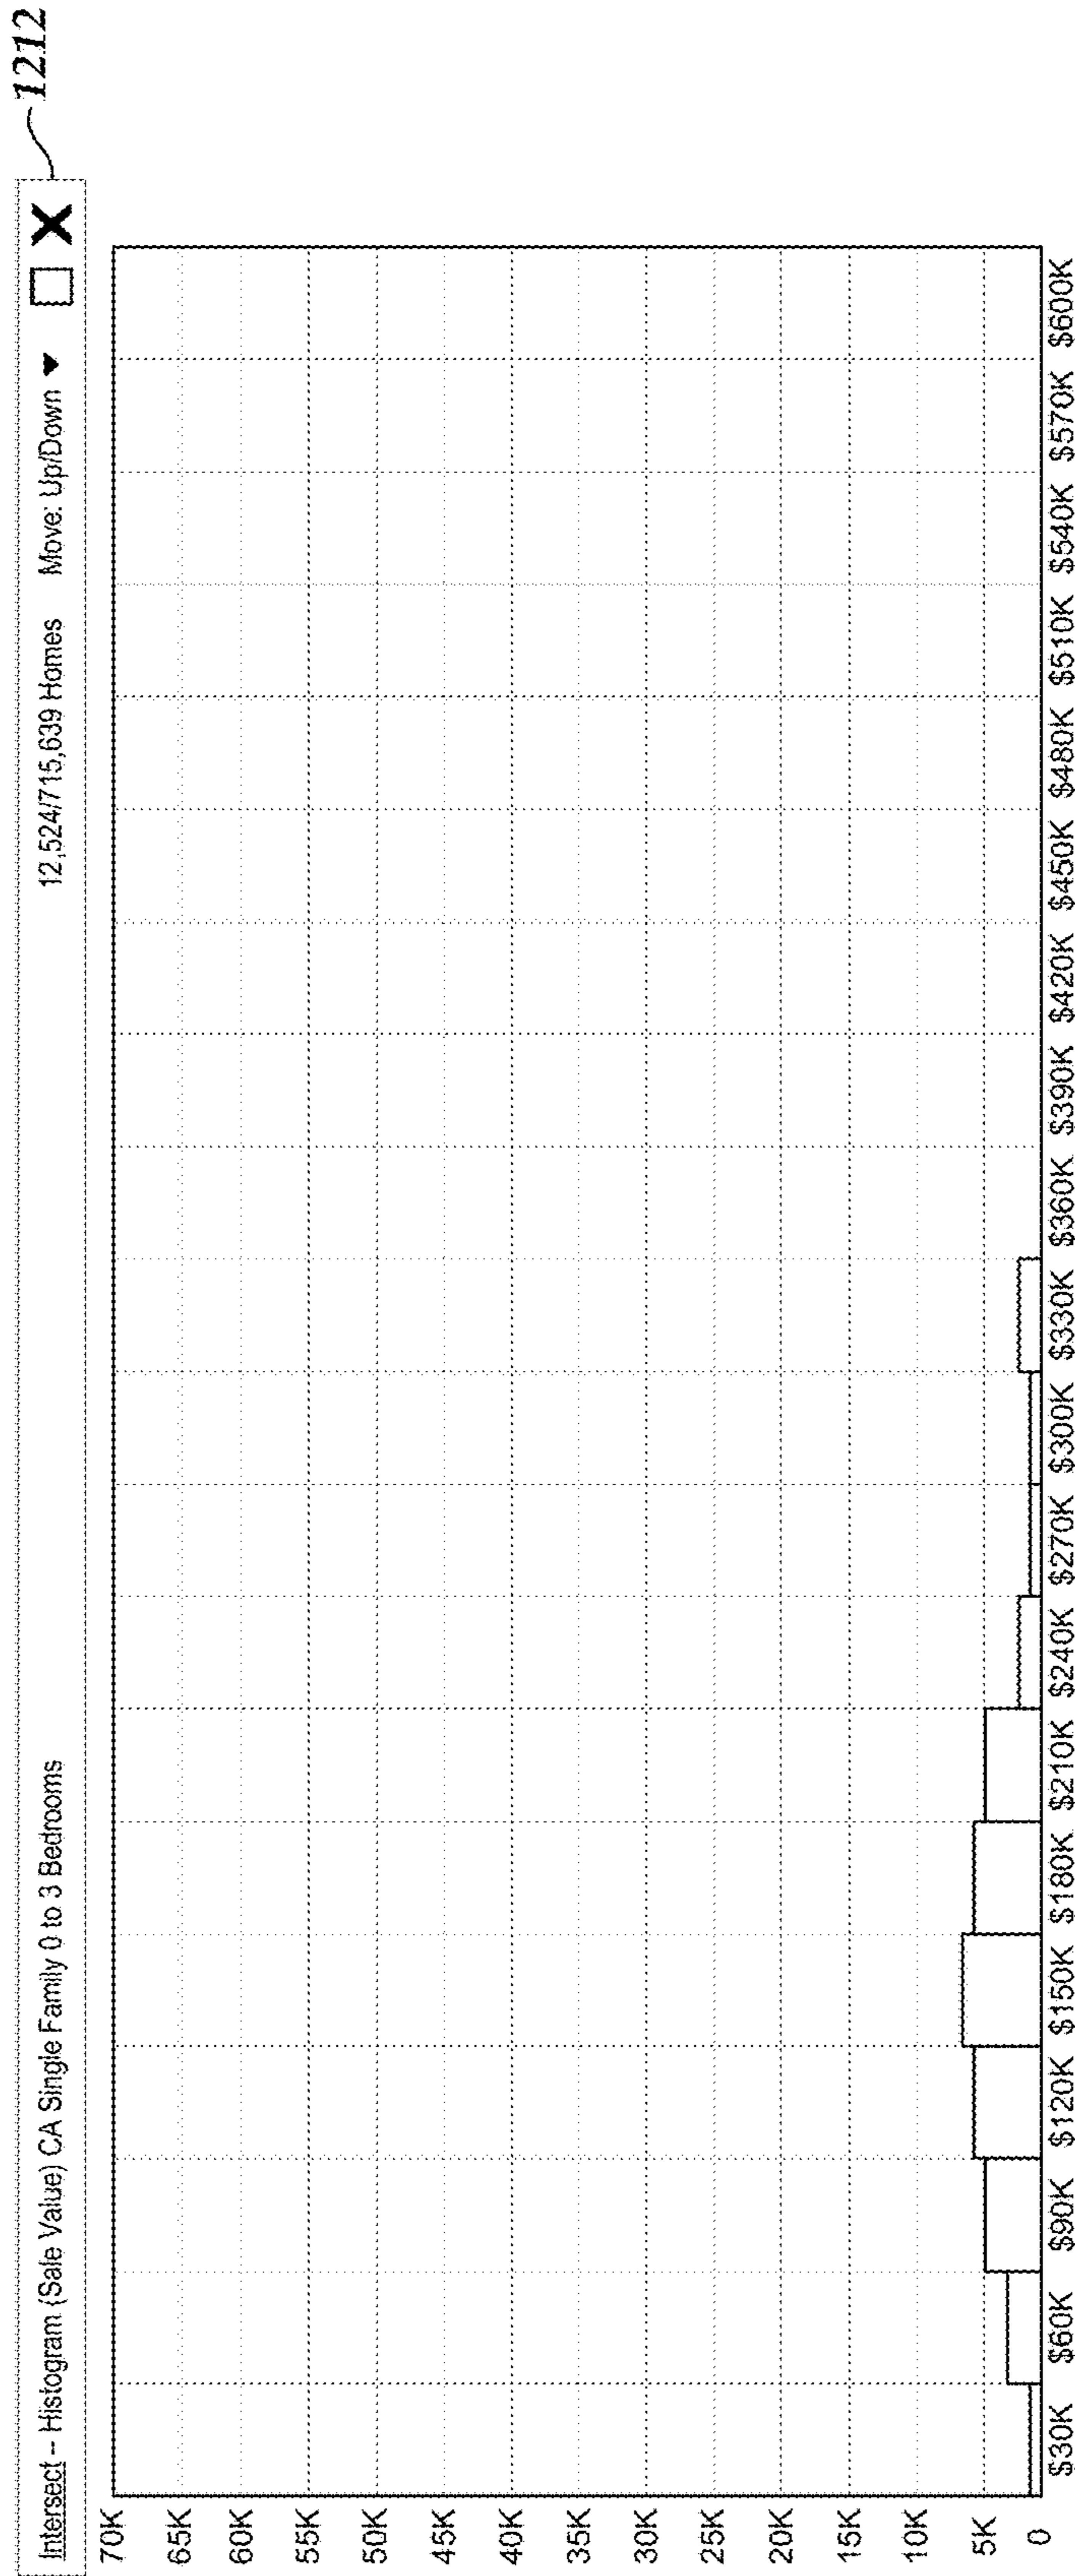 1212
Intersect -- Histogram (Sale Value) CA Single Family 0 to 3 Bedrooms 12,524/715,639 Homes Move: Up/Down ▼ X
70K
65K
60K
55K
50K
45K
40K
35K
30K
25K
20K
15K
10K
5K
0
$30K $60K $90K $120K $150K $180K $210K $240K $270K $300K $330K $360K $390K $420K $450K $480K $510K $540K $570K $600K